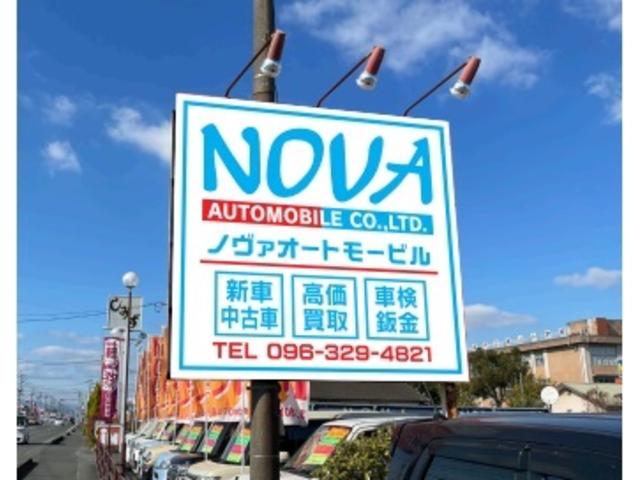 NOVA
AUTOMOBILE CO.,LTD.
ノヴァオートモービル
新車 高価 車検
中古車 買取 鈑金
TEL 096-329-4821